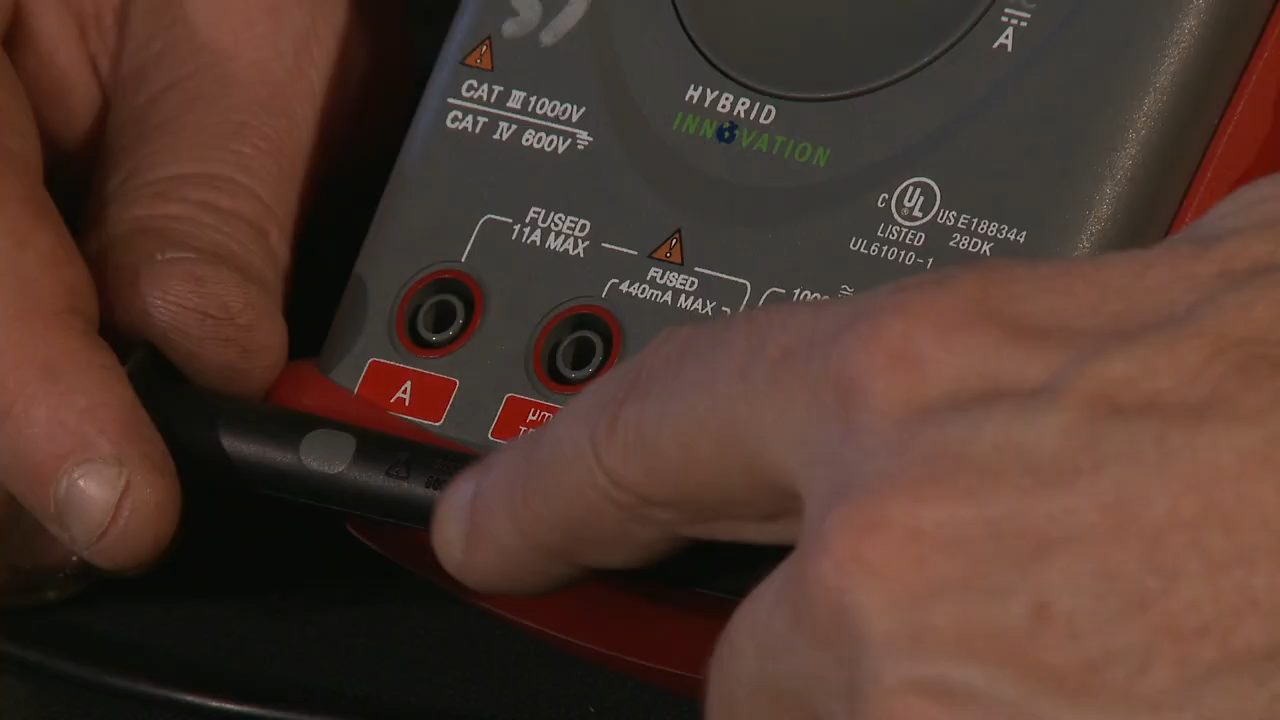 A
CAT III 1000V
CAT IV 600V
HYBRID
INNOVATION
C UL US E188344
LISTED 28DK
UL61010-1
FUSED
11A MAX
FUSED
440mA MAX
A